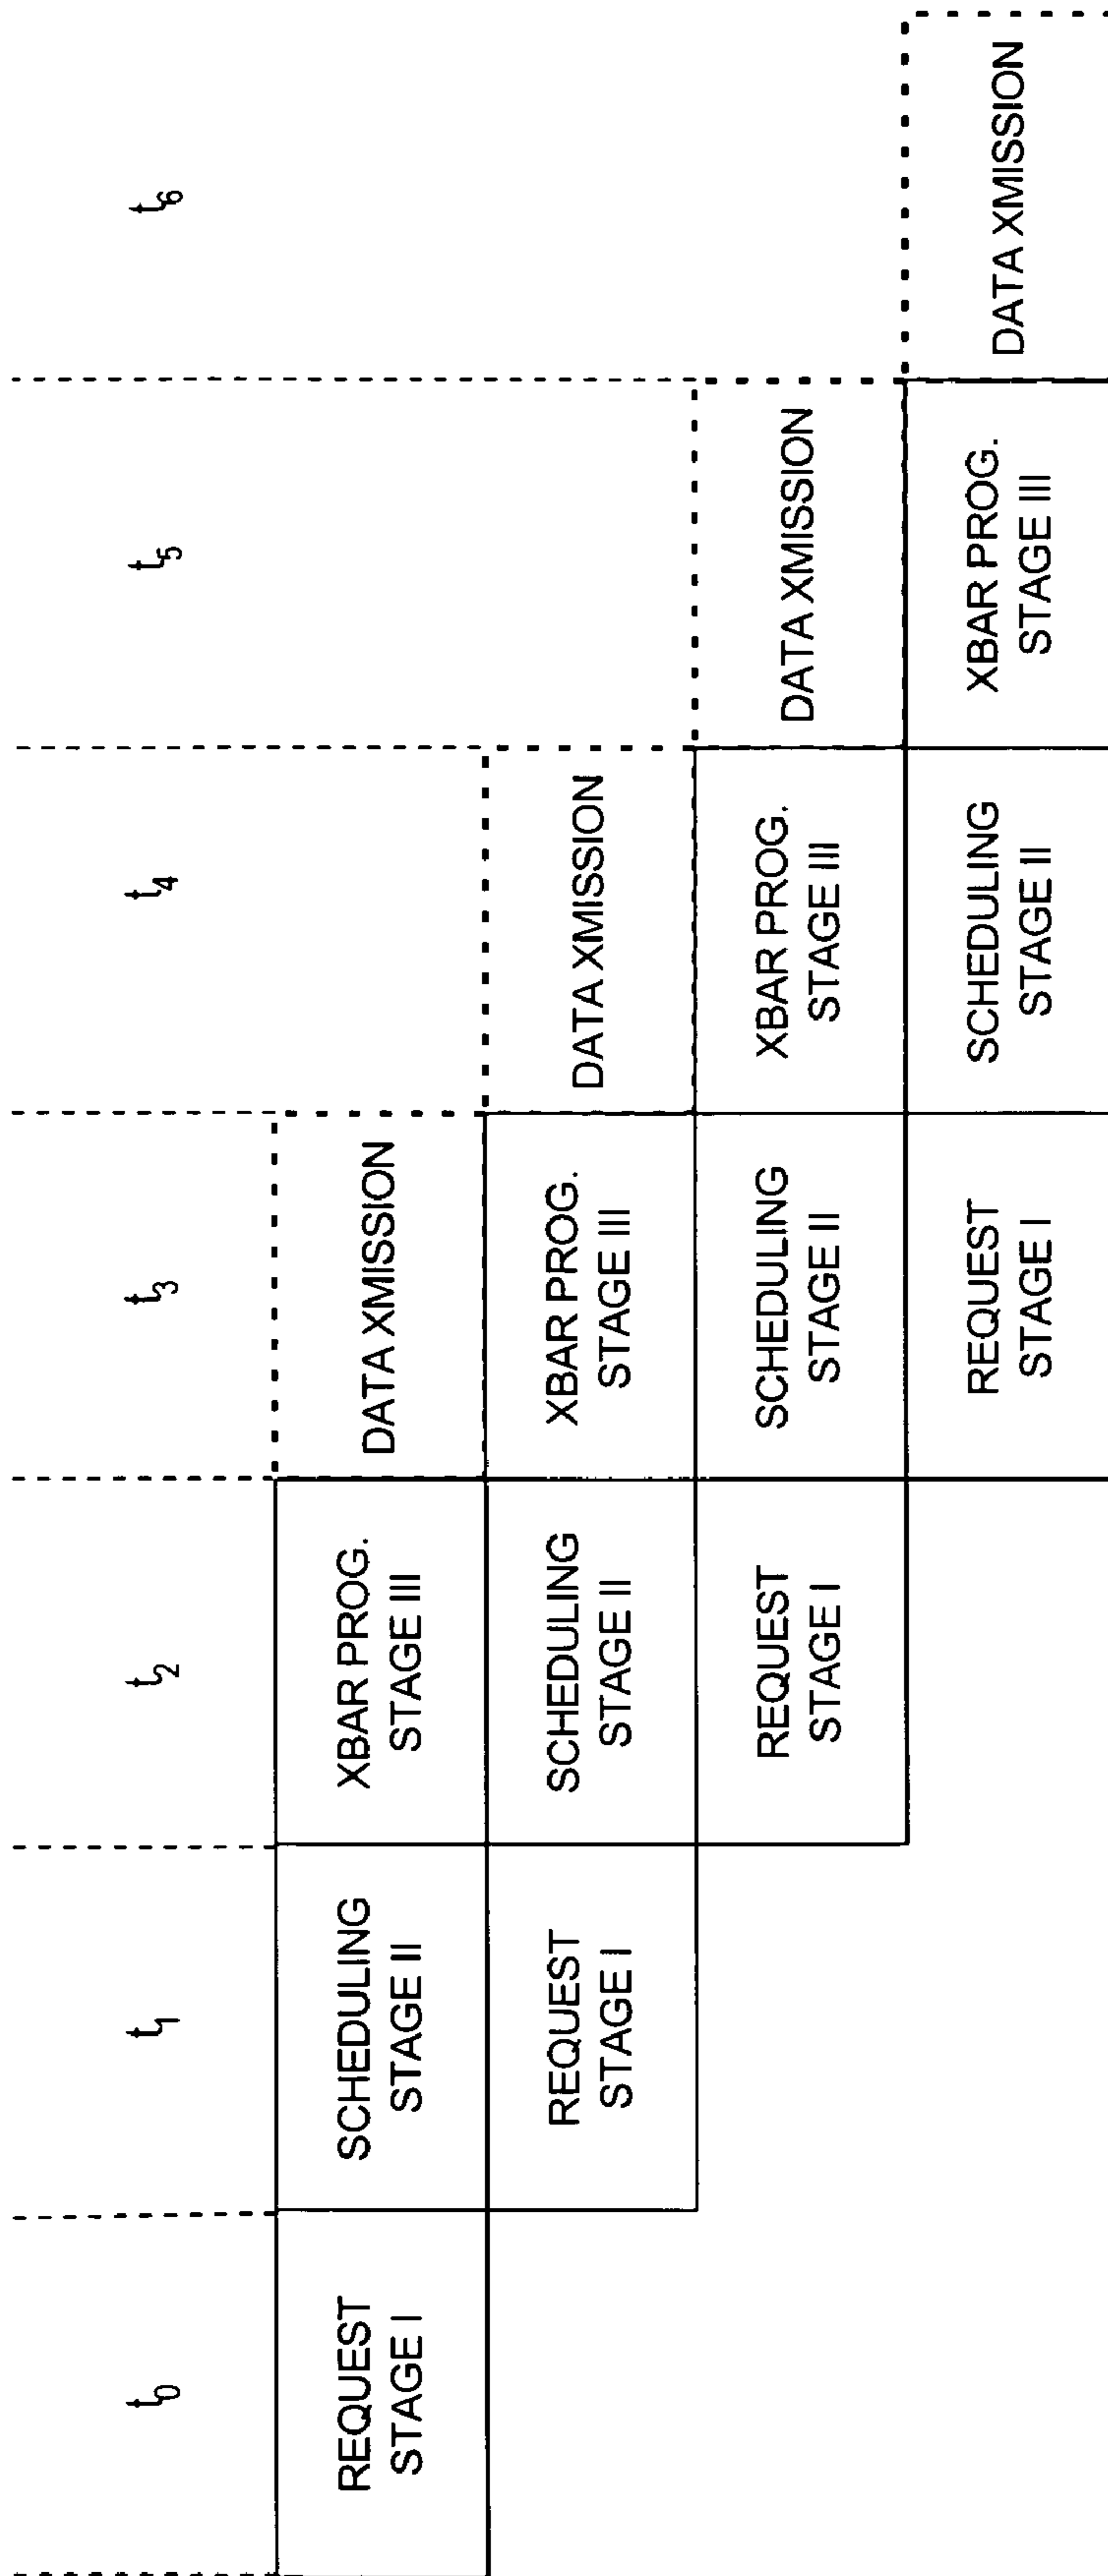 t0 t1 t2 t3 t4 t5 t6
REQUEST
STAGE I
SCHEDULING
STAGE II
XBAR PROG.
STAGE III
DATA XMISSION
REQUEST
STAGE I
SCHEDULING
STAGE II
XBAR PROG.
STAGE III
DATA XMISSION
REQUEST
STAGE I
SCHEDULING
STAGE II
XBAR PROG.
STAGE III
DATA XMISSION
REQUEST
STAGE I
SCHEDULING
STAGE II
XBAR PROG.
STAGE III
DATA XMISSION